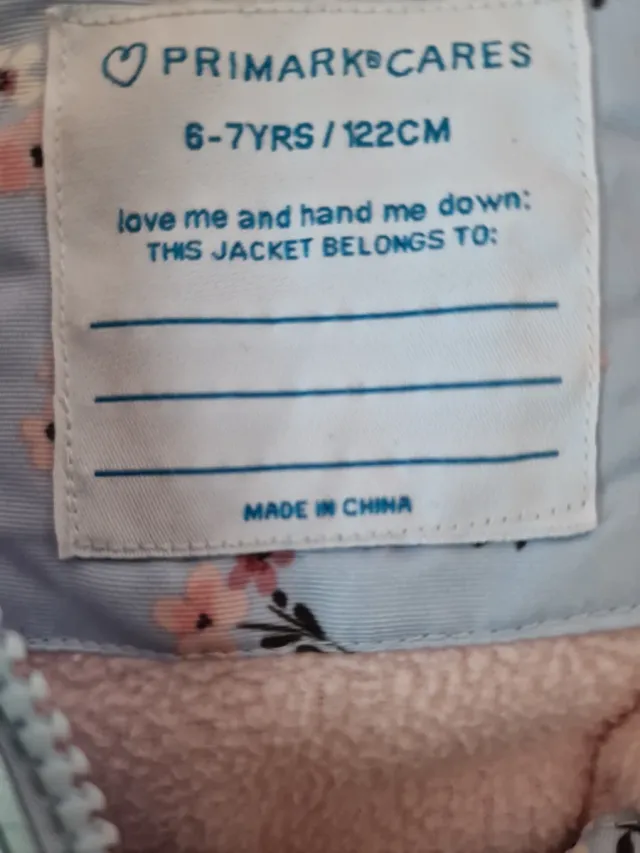 PRIMARK® CARES
6-7YRS / 122CM
love me and hand me down:
THIS JACKET BELONGS TO:
MADE IN CHINA